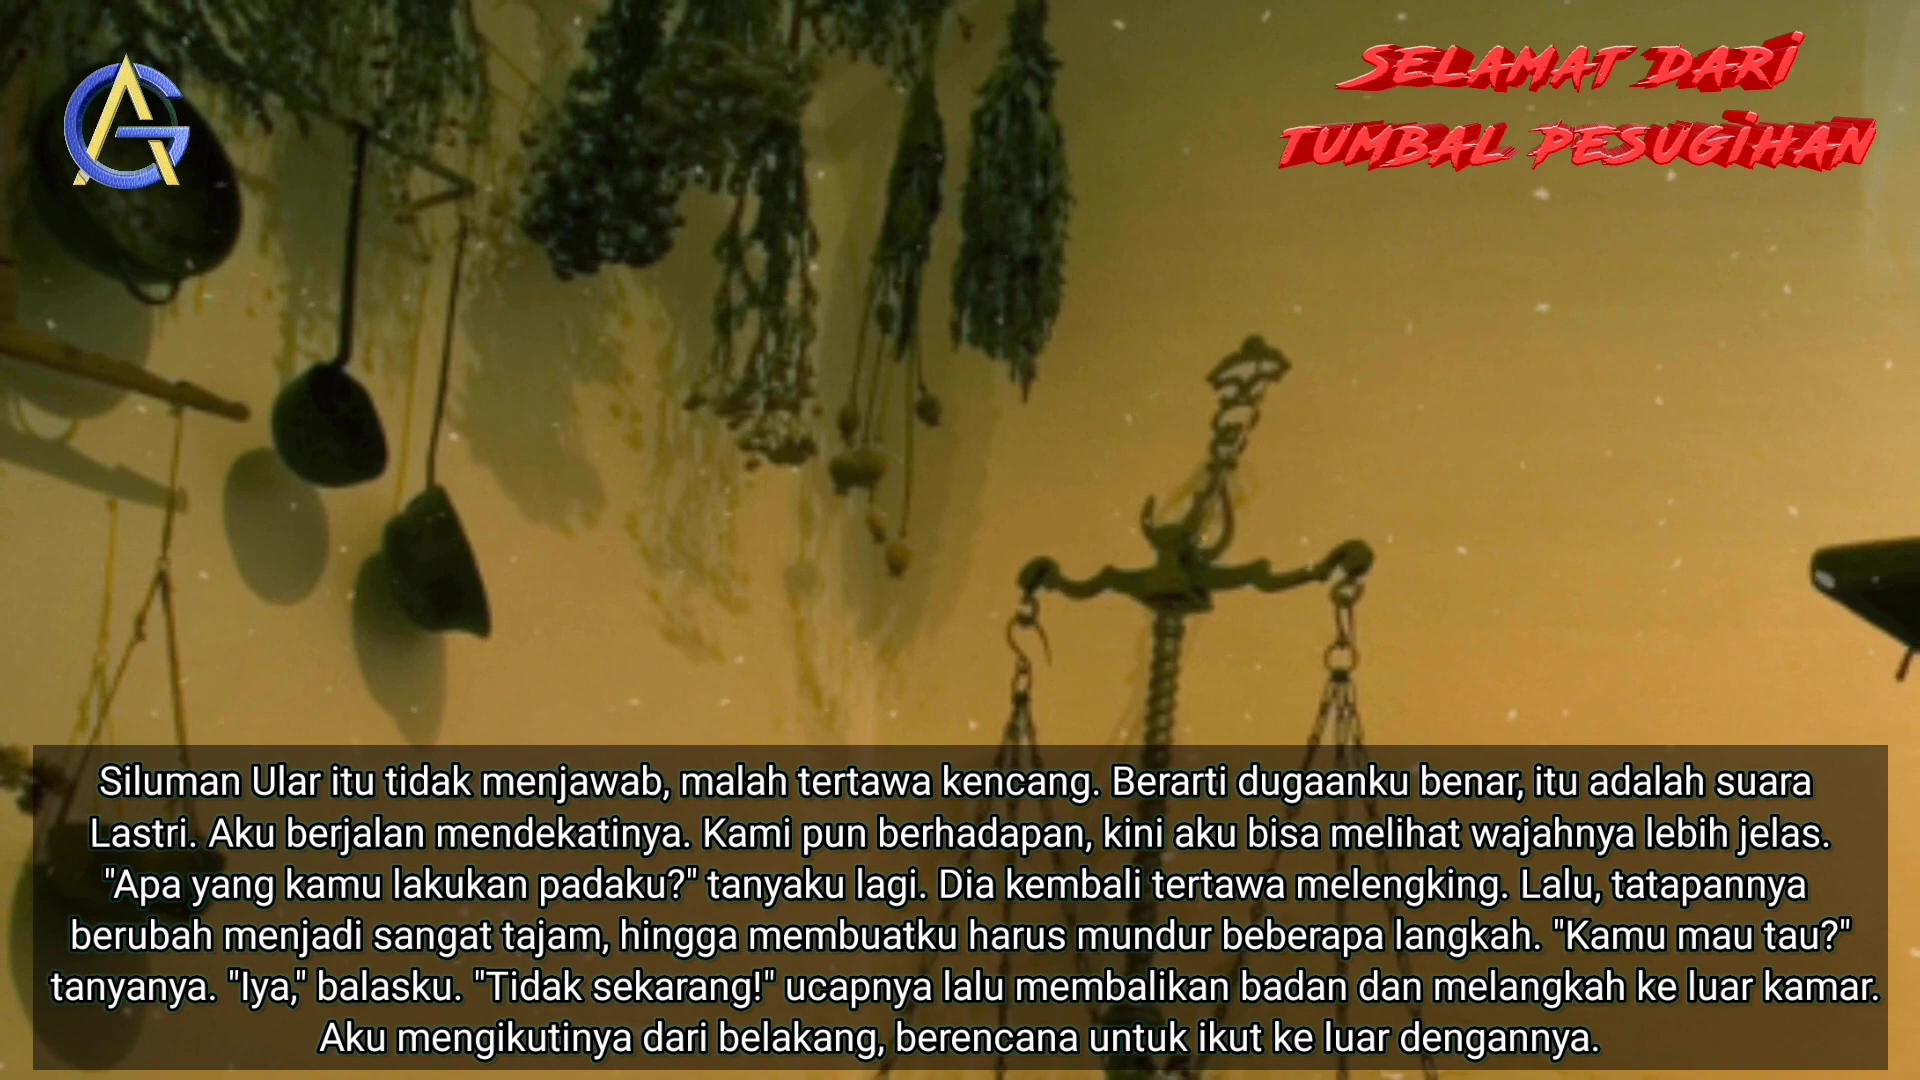 SELAMAT DARI
TUMBAL PESUGIHAN
Siluman Ular itu tidak menjawab, malah tertawa kencang. Berarti dugaanku benar, itu adalah suara
Lastri. Aku berjalan mendekatinya. Kami pun berhadapan, kini aku bisa melihat wajahnya lebih jelas.
"Apa yang kamu lakukan padaku?" tanyaku lagi. Dia kembali tertawa melengking. Lalu, tatapannya
berubah menjadi sangat tajam, hingga membuatku harus mundur beberapa langkah. "Kamu mau tau?"
tanyanya. "Iya," balasku. "Tidak sekarang!" ucapnya lalu membalikan badan dan melangkah ke luar kamar.
Aku mengikutinya dari belakang, berencana untuk ikut ke luar dengannya.